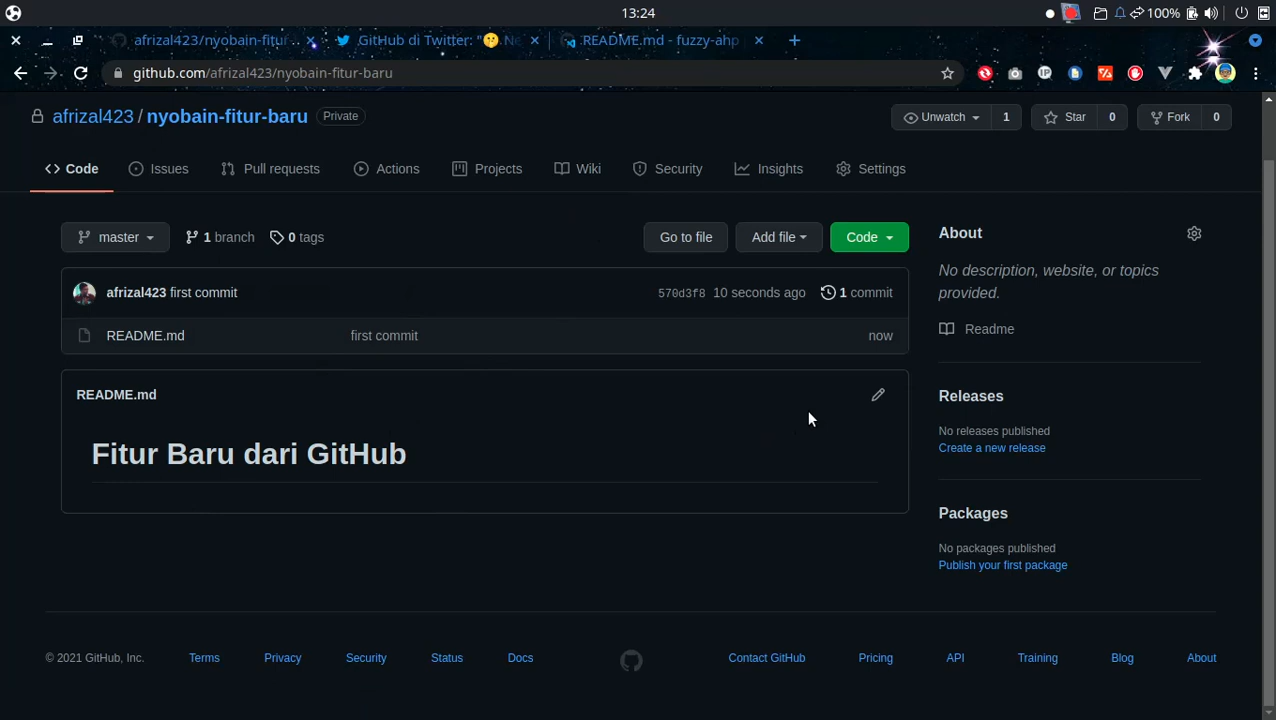 13:24
100%
afrizal423/nyobain-fitur... GitHub di Twitter: "🤫 Ne README.md - fuzzy-ahp
github.com/afrizal423/nyobain-fitur-baru
afrizal423 / nyobain-fitur-baru Private
Unwatch 1 Star 0 Fork 0
Code Issues Pull requests Actions Projects Wiki Security Insights Settings
master 1 branch 0 tags Go to file Add file Code
About
No description, website, or topics
provided.
Readme
afrizal423 first commit 570d3f8 10 seconds ago 1 commit
README.md first commit now
README.md
Fitur Baru dari GitHub
Releases
No releases published
Create a new release
Packages
No packages published
Publish your first package
© 2021 GitHub, Inc. Terms Privacy Security Status Docs Contact GitHub Pricing API Training Blog About